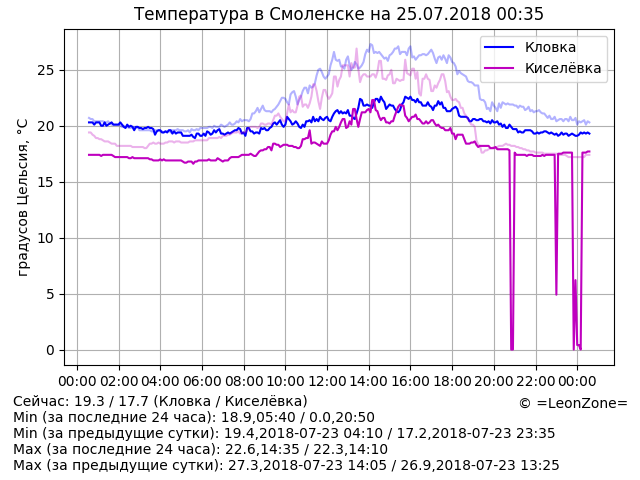 Температура в Смоленске на 25.07.2018 00:35
Кловка
Киселёвка
градусов Цельсия, °C
25
20
15
10
5
0
00:00 02:00 04:00 06:00 08:00 10:00 12:00 14:00 16:00 18:00 20:00 22:00 00:00
Сейчас: 19.3 / 17.7 (Кловка / Киселёвка)
© =LeonZone=
Min (за последние 24 часа): 18.9,05:40 / 0.0,20:50
Min (за предыдущие сутки): 19.4,2018-07-23 04:10 / 17.2,2018-07-23 23:35
Max (за последние 24 часа): 22.6,14:35 / 22.3,14:10
Max (за предыдущие сутки): 27.3,2018-07-23 14:05 / 26.9,2018-07-23 13:25